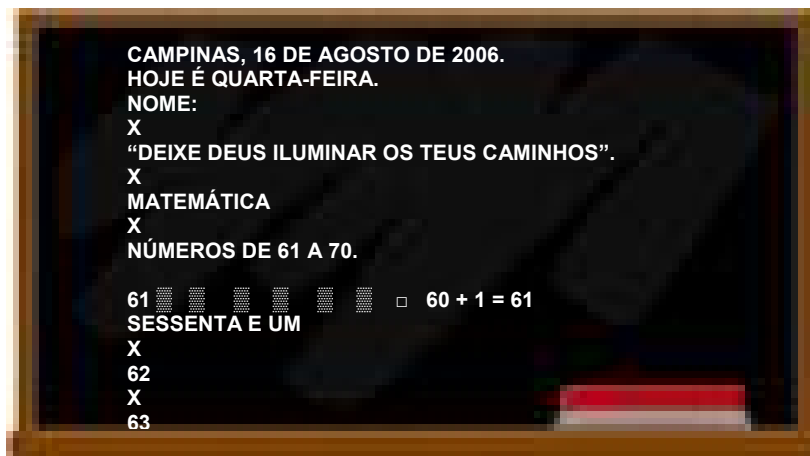 CAMPINAS, 16 DE AGOSTO DE 2006.
HOJE É QUARTA-FEIRA.
NOME:
X
“DEIXE DEUS ILUMINAR OS TEUS CAMINHOS”.
X
MATEMÁTICA
X
NÚMEROS DE 61 A 70.
61 ▒ ▒ ▒ ▒ ▒ ▒ □ 60 + 1 = 61
SESSENTA E UM
X
62
X
63